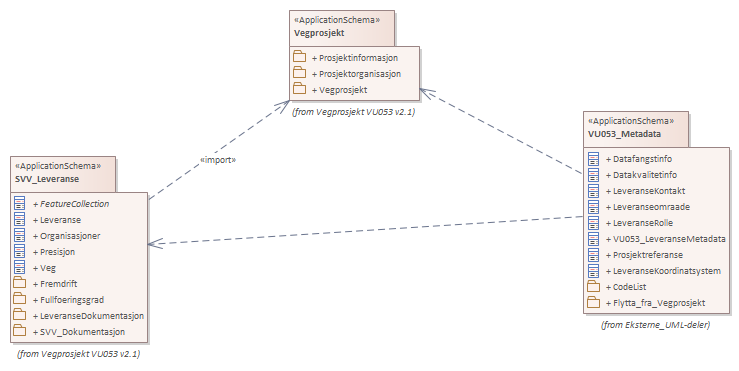 «ApplicationSchema»
Vegprosjekt
+ Prosjektinformasjon
+ Prosjektorganisasjon
+ Vegprosjekt
(from Vegprosjekt VU053 v2.1)
«import»
«ApplicationSchema»
SVV_Leveranse
+ FeatureCollection
+ Leveranse
+ Organisasjoner
+ Presisjon
+ Veg
+ Fremdrift
+ Fullfoeringsgrad
+ LeveranseDokumentasjon
+ SVV_Dokumentasjon
(from Vegprosjekt VU053 v2.1)
«ApplicationSchema»
VU053_Metadata
+ Datafangstinfo
+ Datakvalitetinfo
+ LeveranseKontakt
+ Leveranseomraade
+ LeveranseRolle
+ VU053_LeveranseMetadata
+ Prosjektreferanse
+ LeveranseKoordinatsystem
+ CodeList
+ Flytta_fra_Vegprosjekt
(from Eksterne_UML-deler)